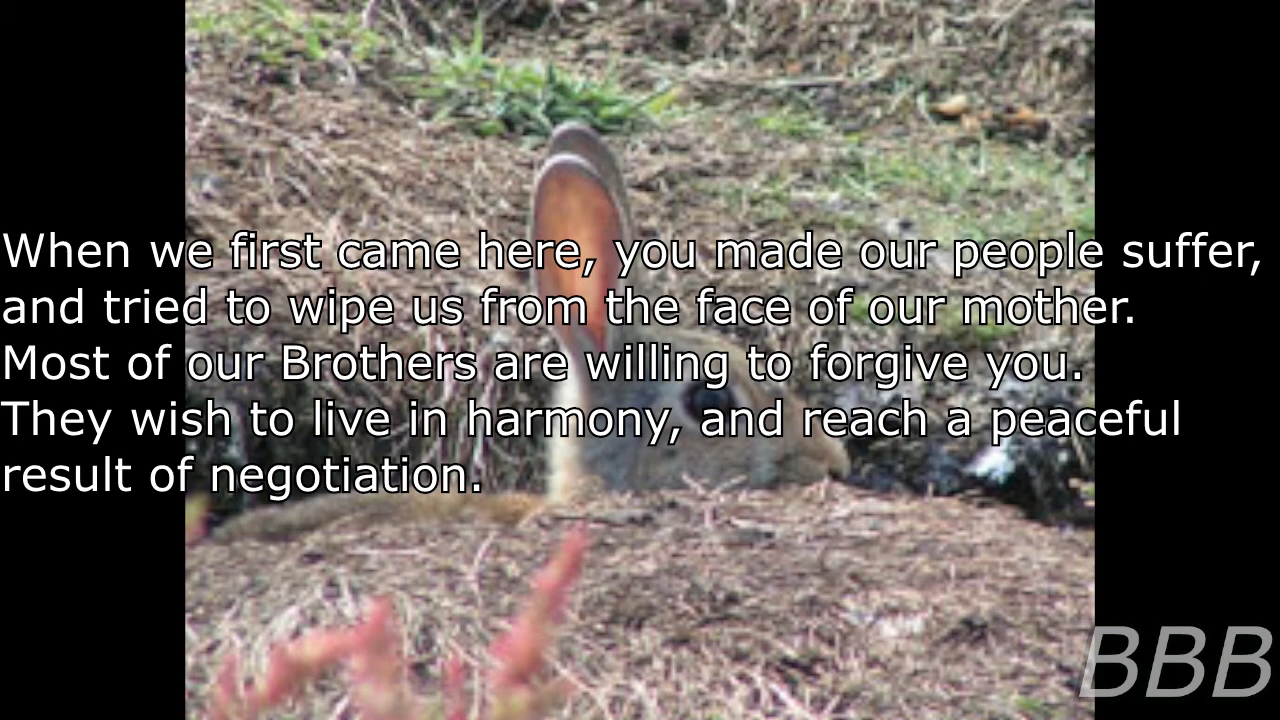 When we first came here, you made our people suffer,
and tried to wipe us from the face of our mother.
Most of our Brothers are willing to forgive you.
They wish to live in harmony, and reach a peaceful
result of negotiation.
BBB